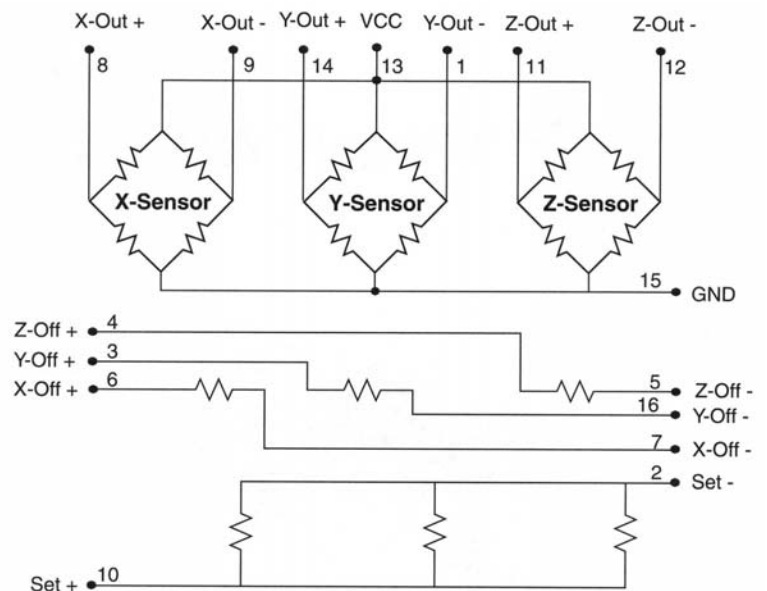 X-Out + X-Out - Y-Out + VCC Y-Out - Z-Out + Z-Out -
8 9 14 13 1 11 12
X-Sensor Y-Sensor Z-Sensor
15 GND
Z-Off + 4
Y-Off + 3
X-Off + 6
5 Z-Off -
16 Y-Off -
7 X-Off -
2 Set -
Set + 10